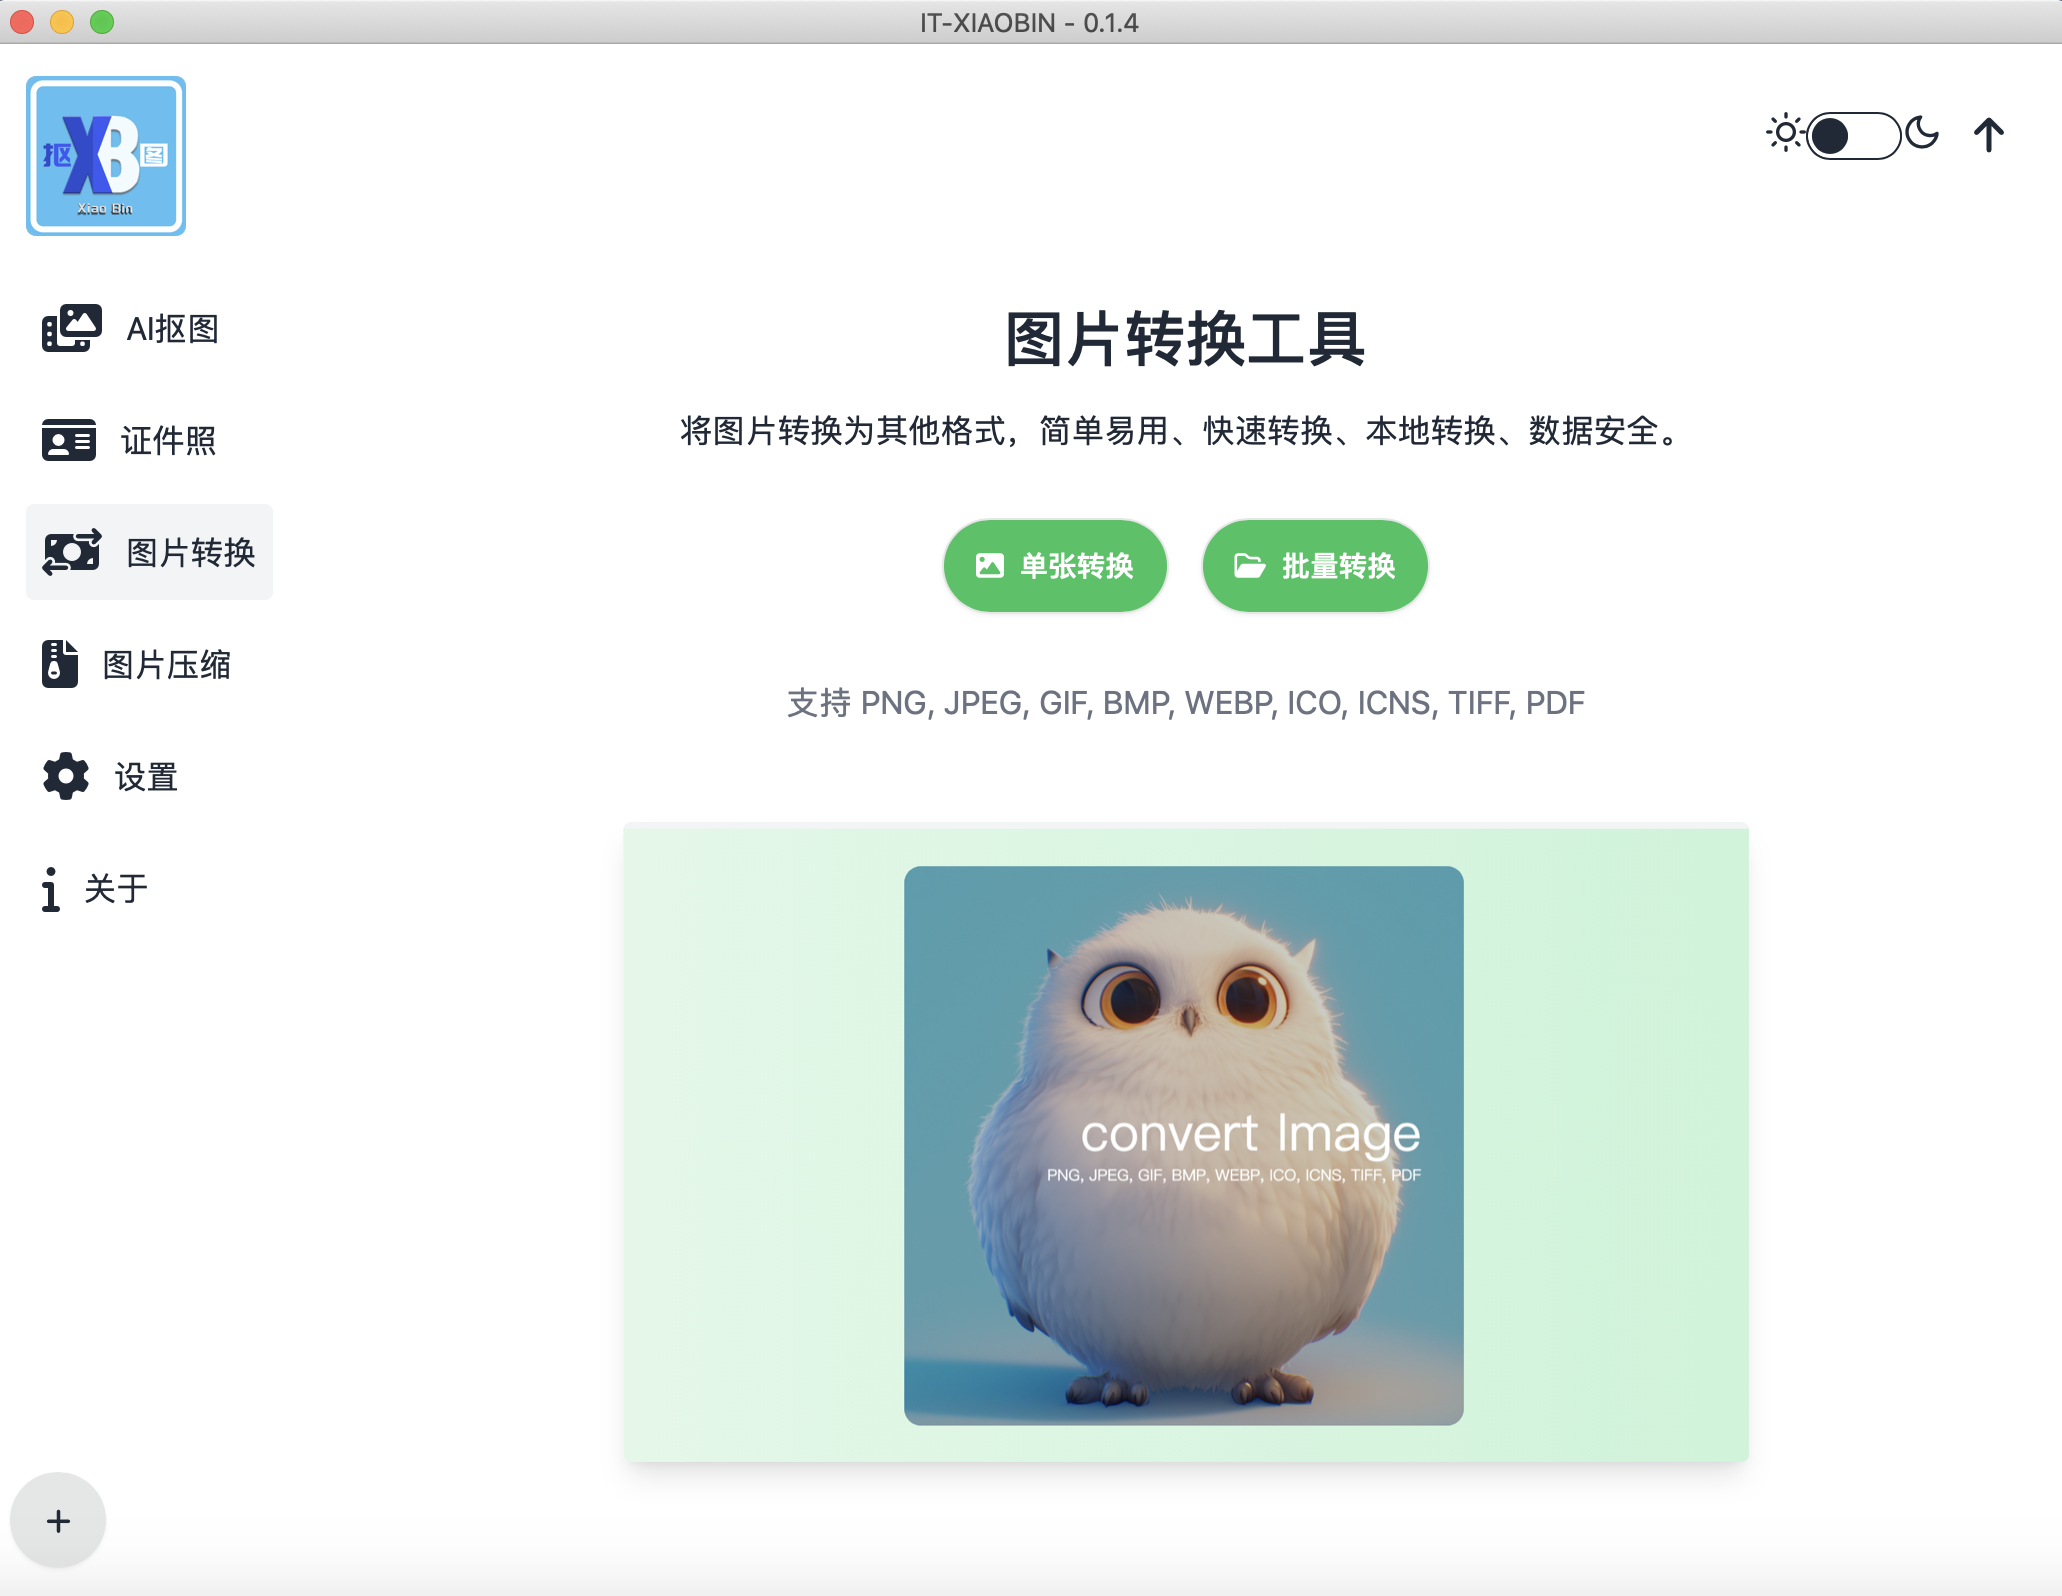 IT-XIAOBIN - 0.1.4
抠 XB 图
Xiao Bin
AI抠图
证件照
图片转换
图片压缩
设置
关于
图片转换工具
将图片转换为其他格式，简单易用、快速转换、本地转换、数据安全。
单张转换
批量转换
支持 PNG, JPEG, GIF, BMP, WEBP, ICO, ICNS, TIFF, PDF
convert Image
PNG, JPEG, GIF, BMP, WEBP, ICO, ICNS, TIFF, PDF